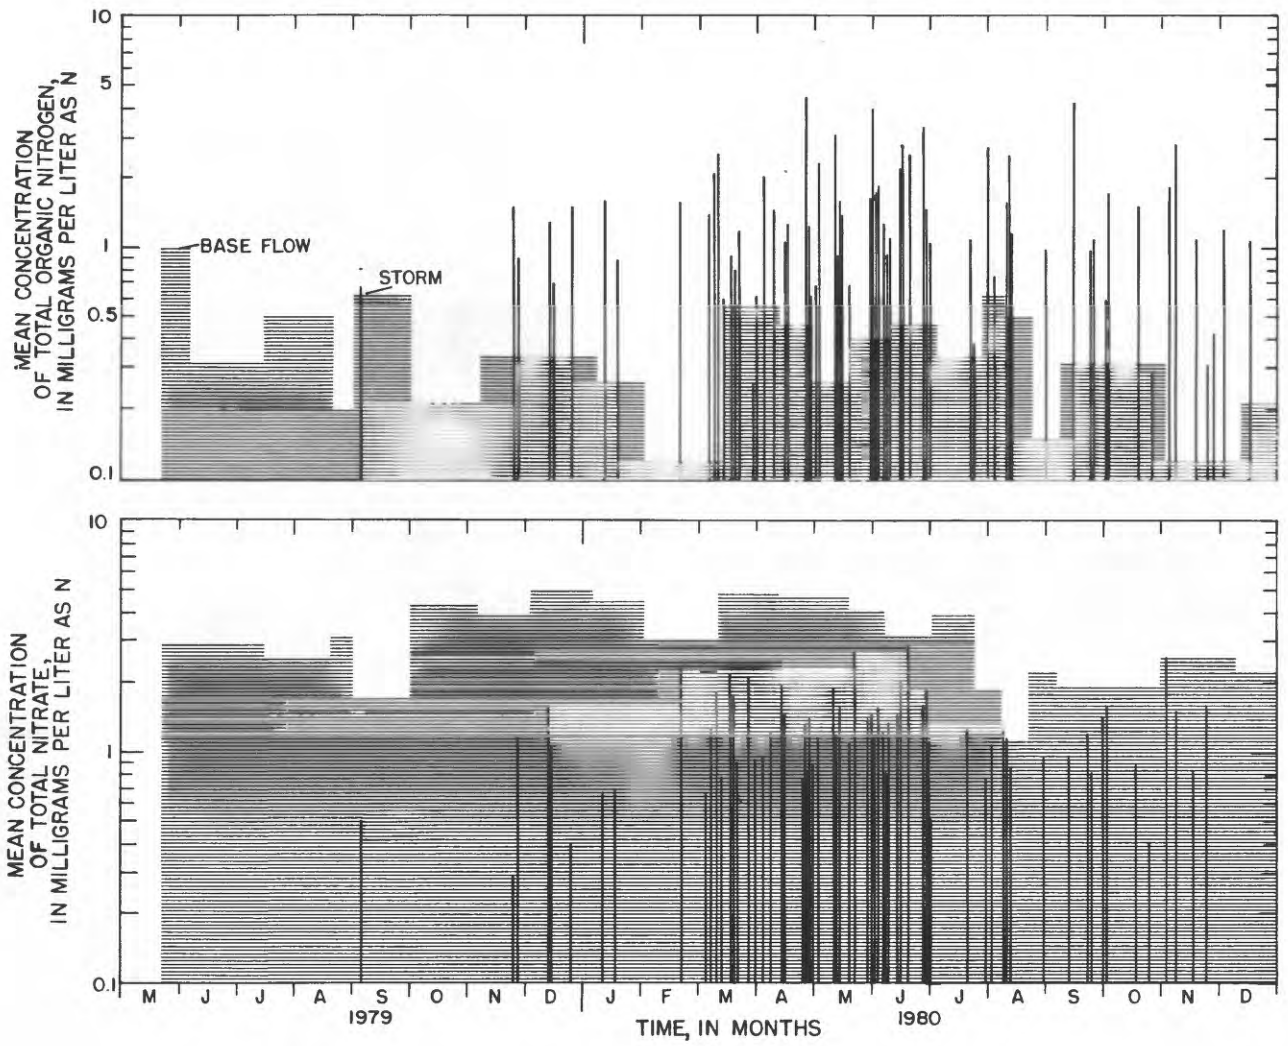 10
5
1
0.5
0.1
MEAN CONCENTRATION
OF TOTAL ORGANIC NITROGEN,
IN MILLIGRAMS PER LITER AS N
BASE FLOW
STORM
10
1
0.1
MEAN CONCENTRATION
OF TOTAL NITRATE,
IN MILLIGRAMS PER LITER AS N
M J J A S O N D J F M A M J J A S O N D
1979 1980
TIME, IN MONTHS